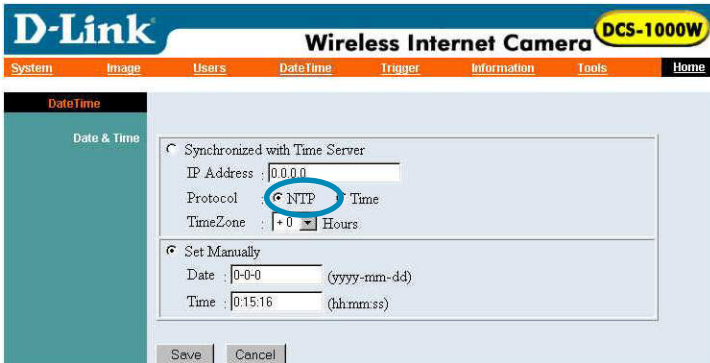 D-Link
Wireless Internet Camera DCS-1000W
System Image Users DateTime Trigger Information Tools Home
DateTime
Date & Time
Synchronized with Time Server
IP Address : 0.0.0.0
Protocol : NTP Time
TimeZone : + 0 Hours
Set Manually
Date : 0-0-0 (yyyy-mm-dd)
Time : 0:15:16 (hh:mm:ss)
Save Cancel